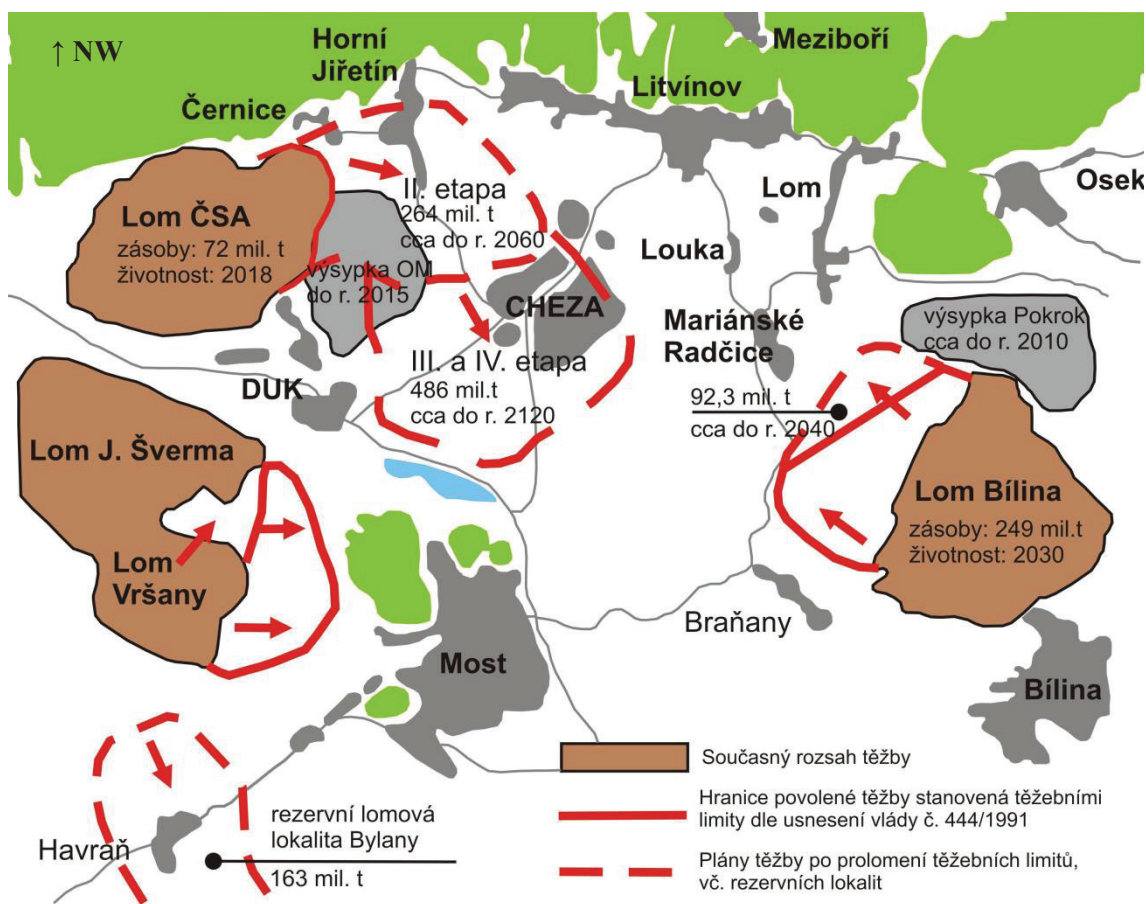 ↑ NW
Horní
Jiřetín
Meziboří
Litvínov
Černice
Osek
Lom
II. etapa
264 mil. t
cca do r. 2060
Lom ČSA
zásoby: 72 mil. t
životnost: 2018
výsypka OM
do r. 2015
Louka
CHEZA
Mariánské
Radčice
výsypka Pokrok
cca do r. 2010
III. a IV. etapa
486 mil.t
cca do r. 2120
DUK
92,3 mil. t
cca do r. 2040
Lom J. Šverma
Lom Bílina
zásoby: 249 mil.t
životnost: 2030
Lom
Vršany
Braňany
Most
Bílina
Současný rozsah těžby
Hranice povolené těžby stanovená těžebními
limity dle usnesení vlády č. 444/1991
Plány těžby po prolomení těžebních limitů,
vč. rezervních lokalit
rezervní lomová
lokalita Bylany
163 mil. t
Havraň